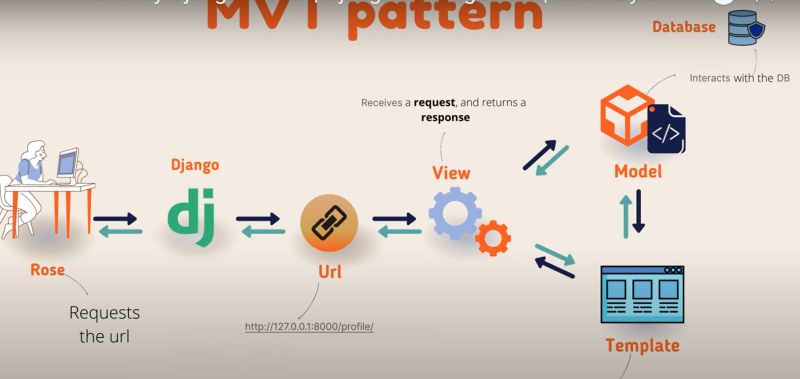 MVT pattern
Database
Interacts with the DB
Receives a request, and returns a
response
Django
dj
View
</>
Model
Rose
Url
Requests
the url
http://127.0.0.1:8000/profile/
Template